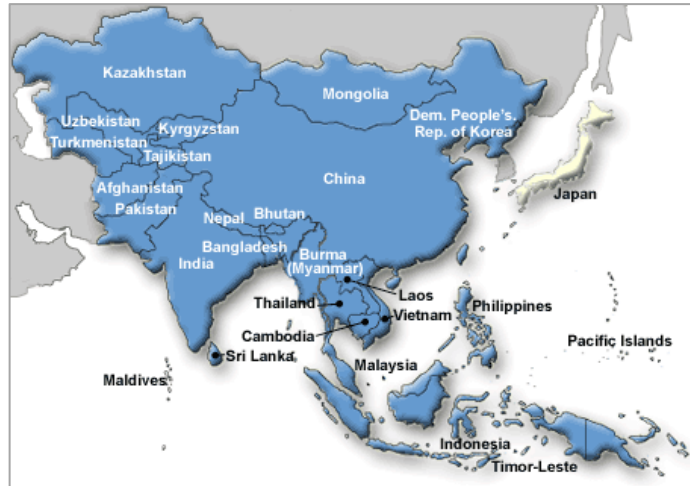 Kazakhstan
Mongolia
Dem. People's.
Rep. of Korea
Uzbekistan
Kyrgyzstan
Turkmenistan
Tajikistan
China
Afghanistan
Japan
Pakistan
Nepal
Bhutan
Bangladesh
Burma
(Myanmar)
India
Laos
Thailand
Philippines
Vietnam
Cambodia
Pacific Islands
Sri Lanka
Malaysia
Maldives
Indonesia
Timor-Leste